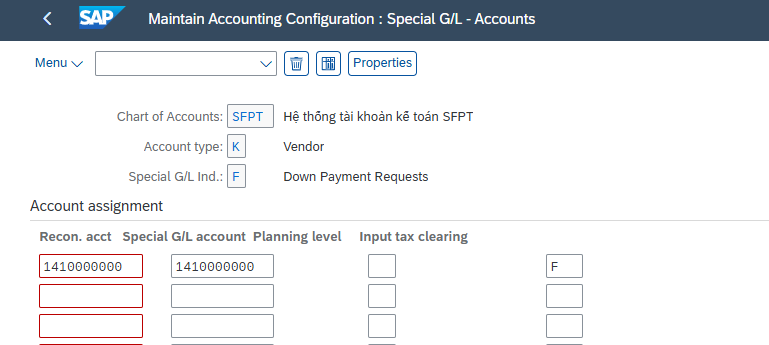 SAP Maintain Accounting Configuration : Special G/L - Accounts
Menu Properties
Chart of Accounts: SFPT Hệ thống tài khoản kế toán SFPT
Account type: K Vendor
Special G/L Ind.: F Down Payment Requests
Account assignment
Recon. acct Special G/L account Planning level Input tax clearing
1410000000 1410000000 F